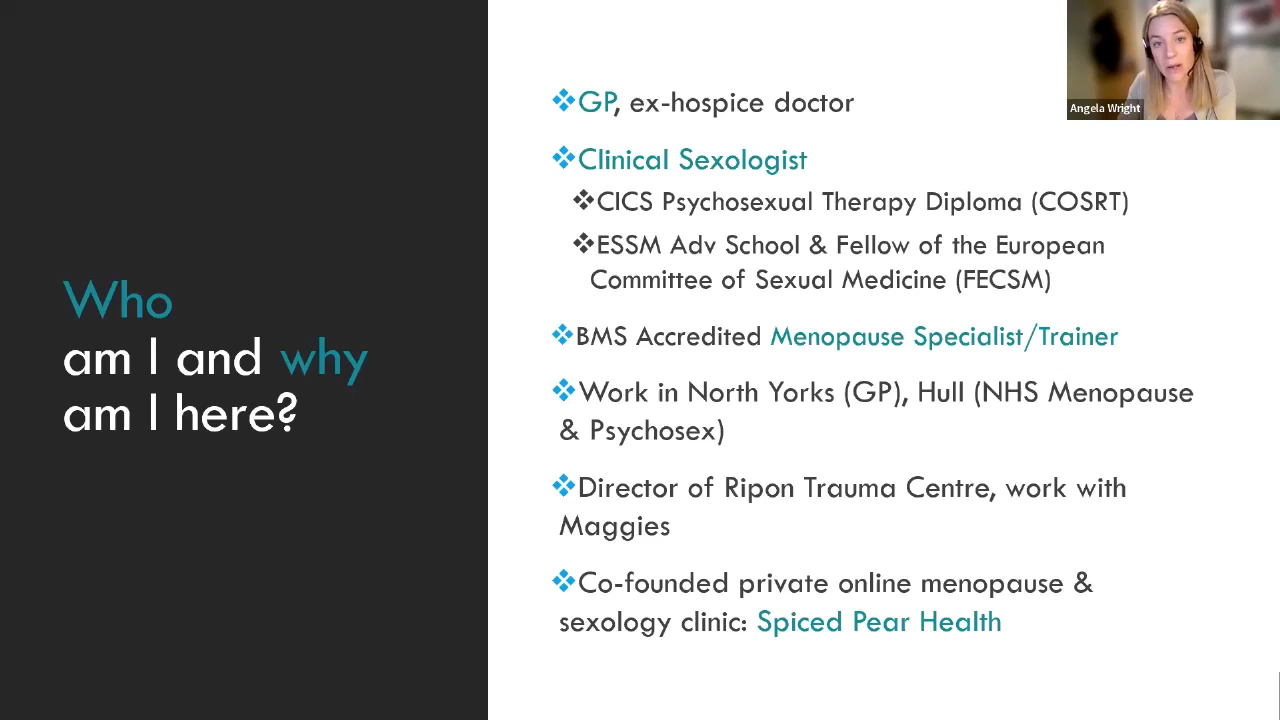 Who
am I and why
am I here?
❖GP, ex-hospice doctor
❖Clinical Sexologist
❖CICS Psychosexual Therapy Diploma (COSRT)
❖ESSM Adv School & Fellow of the European
Committee of Sexual Medicine (FECSM)
❖BMS Accredited Menopause Specialist/Trainer
❖Work in North Yorks (GP), Hull (NHS Menopause
& Psychosex)
❖Director of Ripon Trauma Centre, work with
Maggies
❖Co-founded private online menopause &
sexology clinic: Spiced Pear Health
Angela Wright